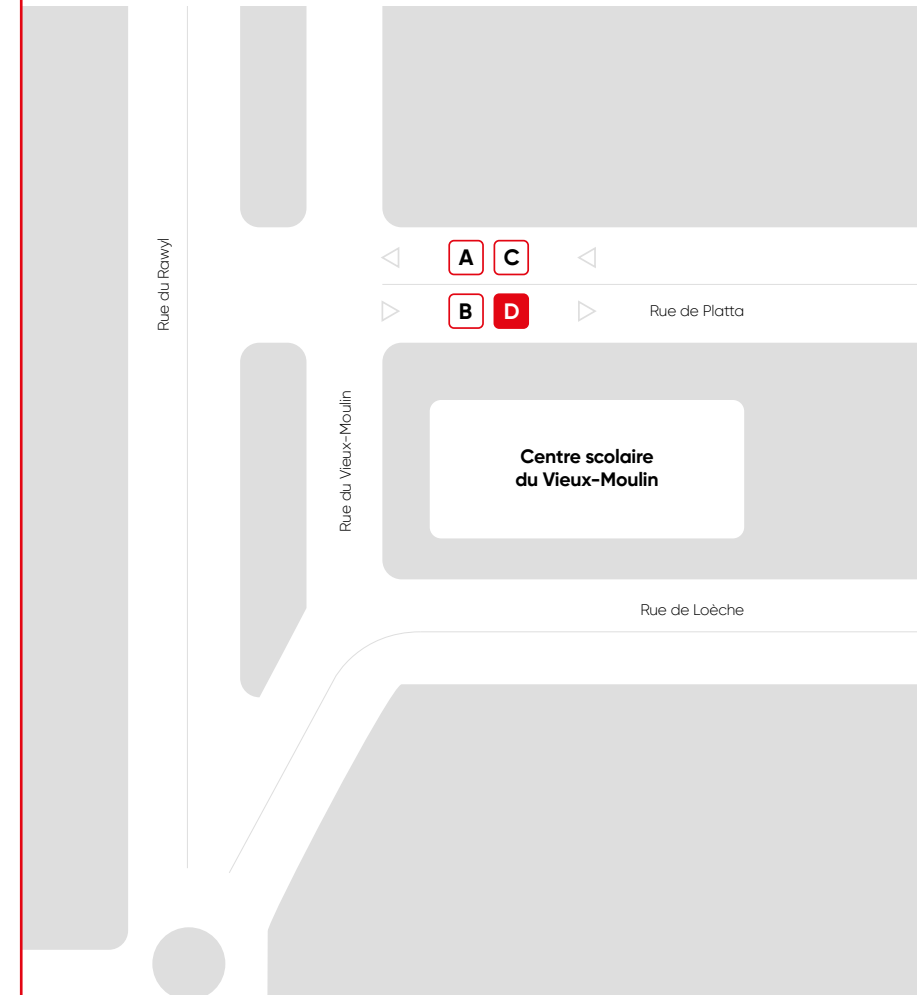 Rue du Rawyl
A C
B D
Rue de Platta
Rue du Vieux-Moulin
Centre scolaire
du Vieux-Moulin
Rue de Loèche